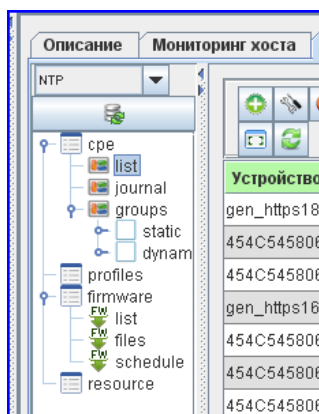 Описание Мониторинг хоста
NTP
cpe
list
journal
groups
static
dynam
profiles
firmware
FW list
FW files
FW schedule
resource
Устройство
gen_https18
454C545806
454C545806
gen_https16
454C545806
454C545806
454C545806